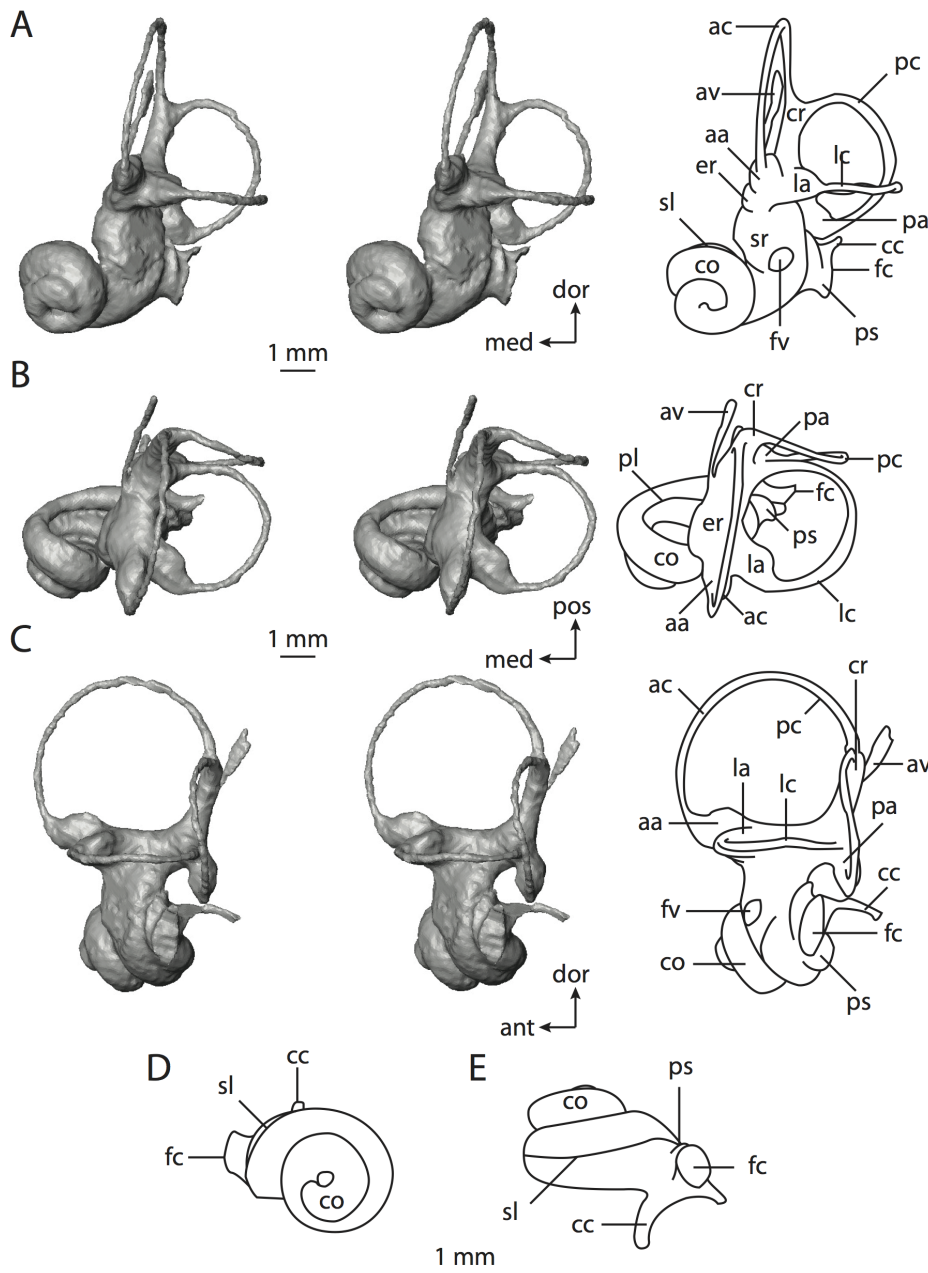 A
ac
pc
av
cr
aa
lc
er
la
sl
pa
sr
cc
co
fc
dor
med
fv
ps
1 mm
B
cr
av
pa
pl
pc
fc
er
ps
co
la
pos
med
aa
ac
lc
1 mm
C
cr
ac
pc
av
la
lc
pa
aa
cc
fv
fc
co
ps
dor
ant
D
cc
sl
fc
co
E
ps
co
fc
sl
cc
1 mm